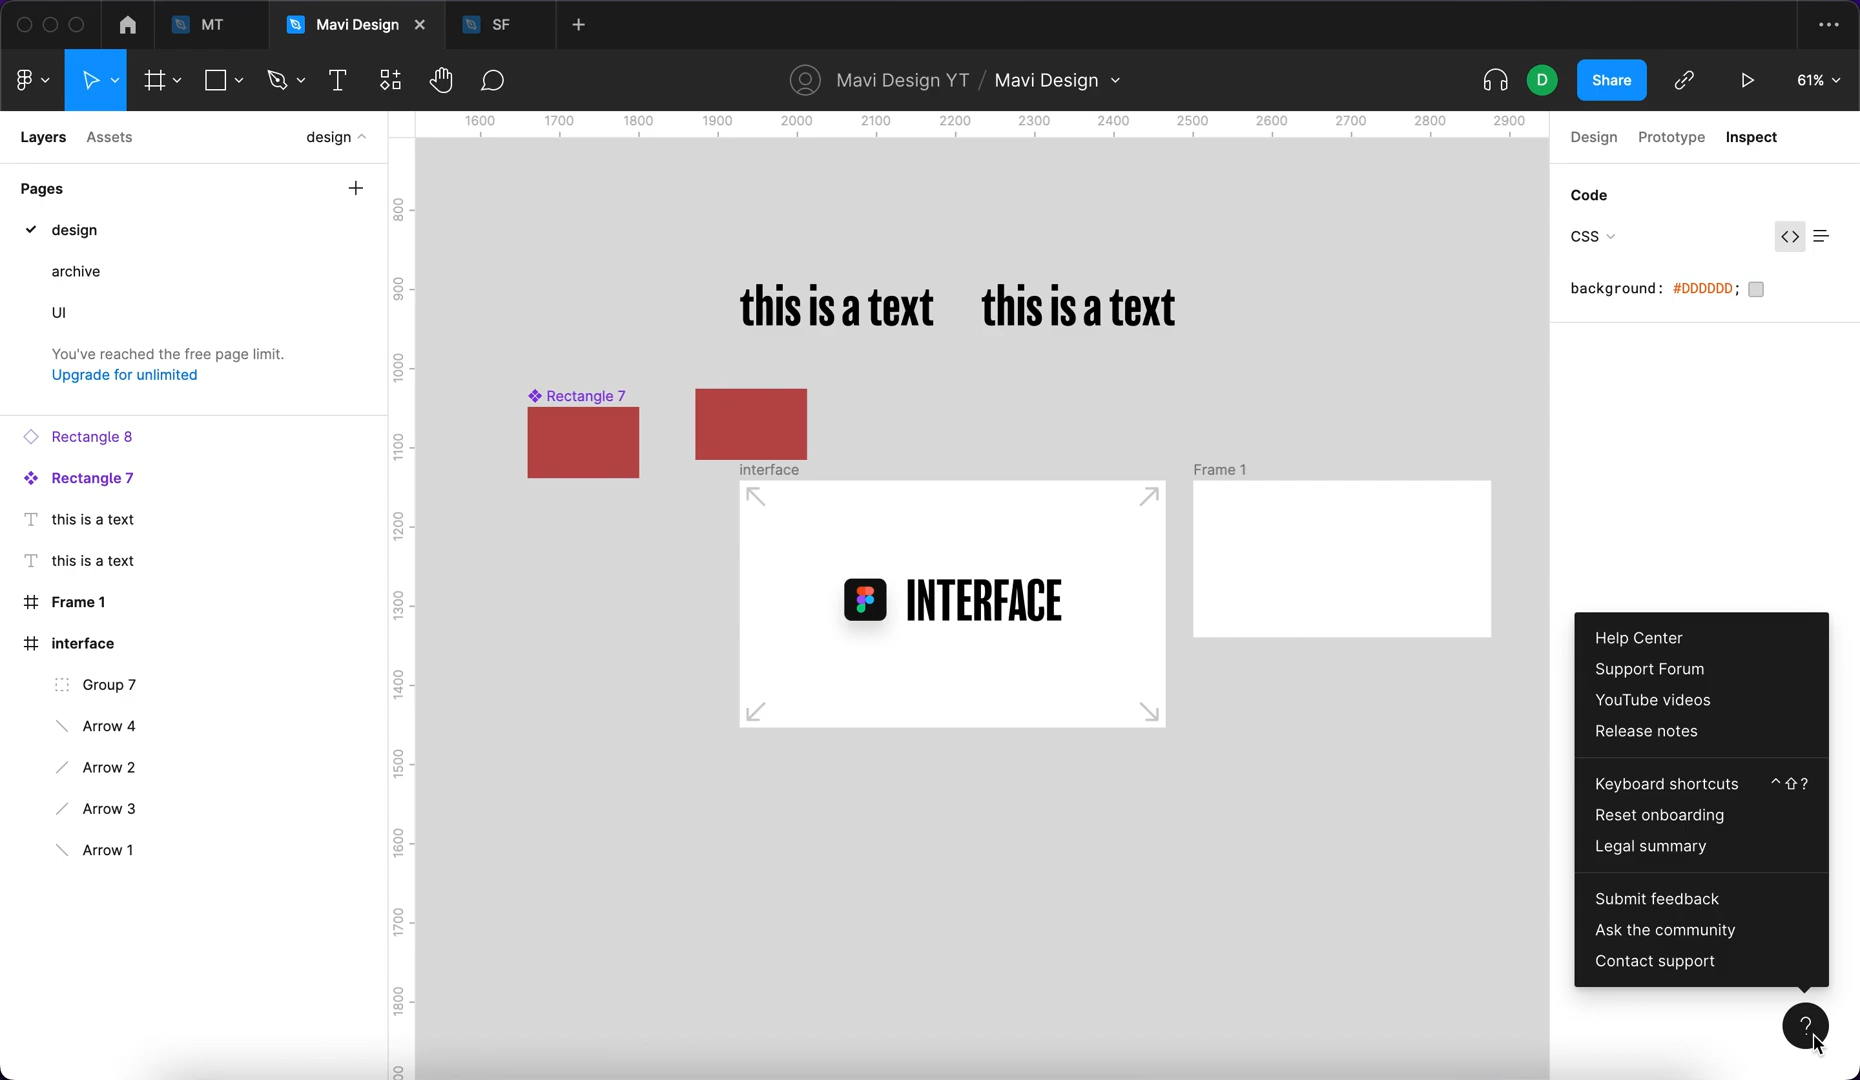 MT
Mavi Design
SF
Mavi Design YT / Mavi Design
D
Share
61%
Layers
Assets
design
Pages
design
archive
UI
You've reached the free page limit.
Upgrade for unlimited
Rectangle 8
Rectangle 7
this is a text
this is a text
Frame 1
interface
Group 7
Arrow 4
Arrow 2
Arrow 3
Arrow 1
1600 1700 1800 1900 2000 2100 2200 2300 2400 2500 2600 2700 2800 2900
800
900
1000
1100
1200
1300
1400
1500
1600
1700
1800
this is a text
this is a text
Rectangle 7
interface
Frame 1
INTERFACE
Design
Prototype
Inspect
Code
CSS
background: #DDDDDD;
Help Center
Support Forum
YouTube videos
Release notes
Keyboard shortcuts ^⇧?
Reset onboarding
Legal summary
Submit feedback
Ask the community
Contact support
?